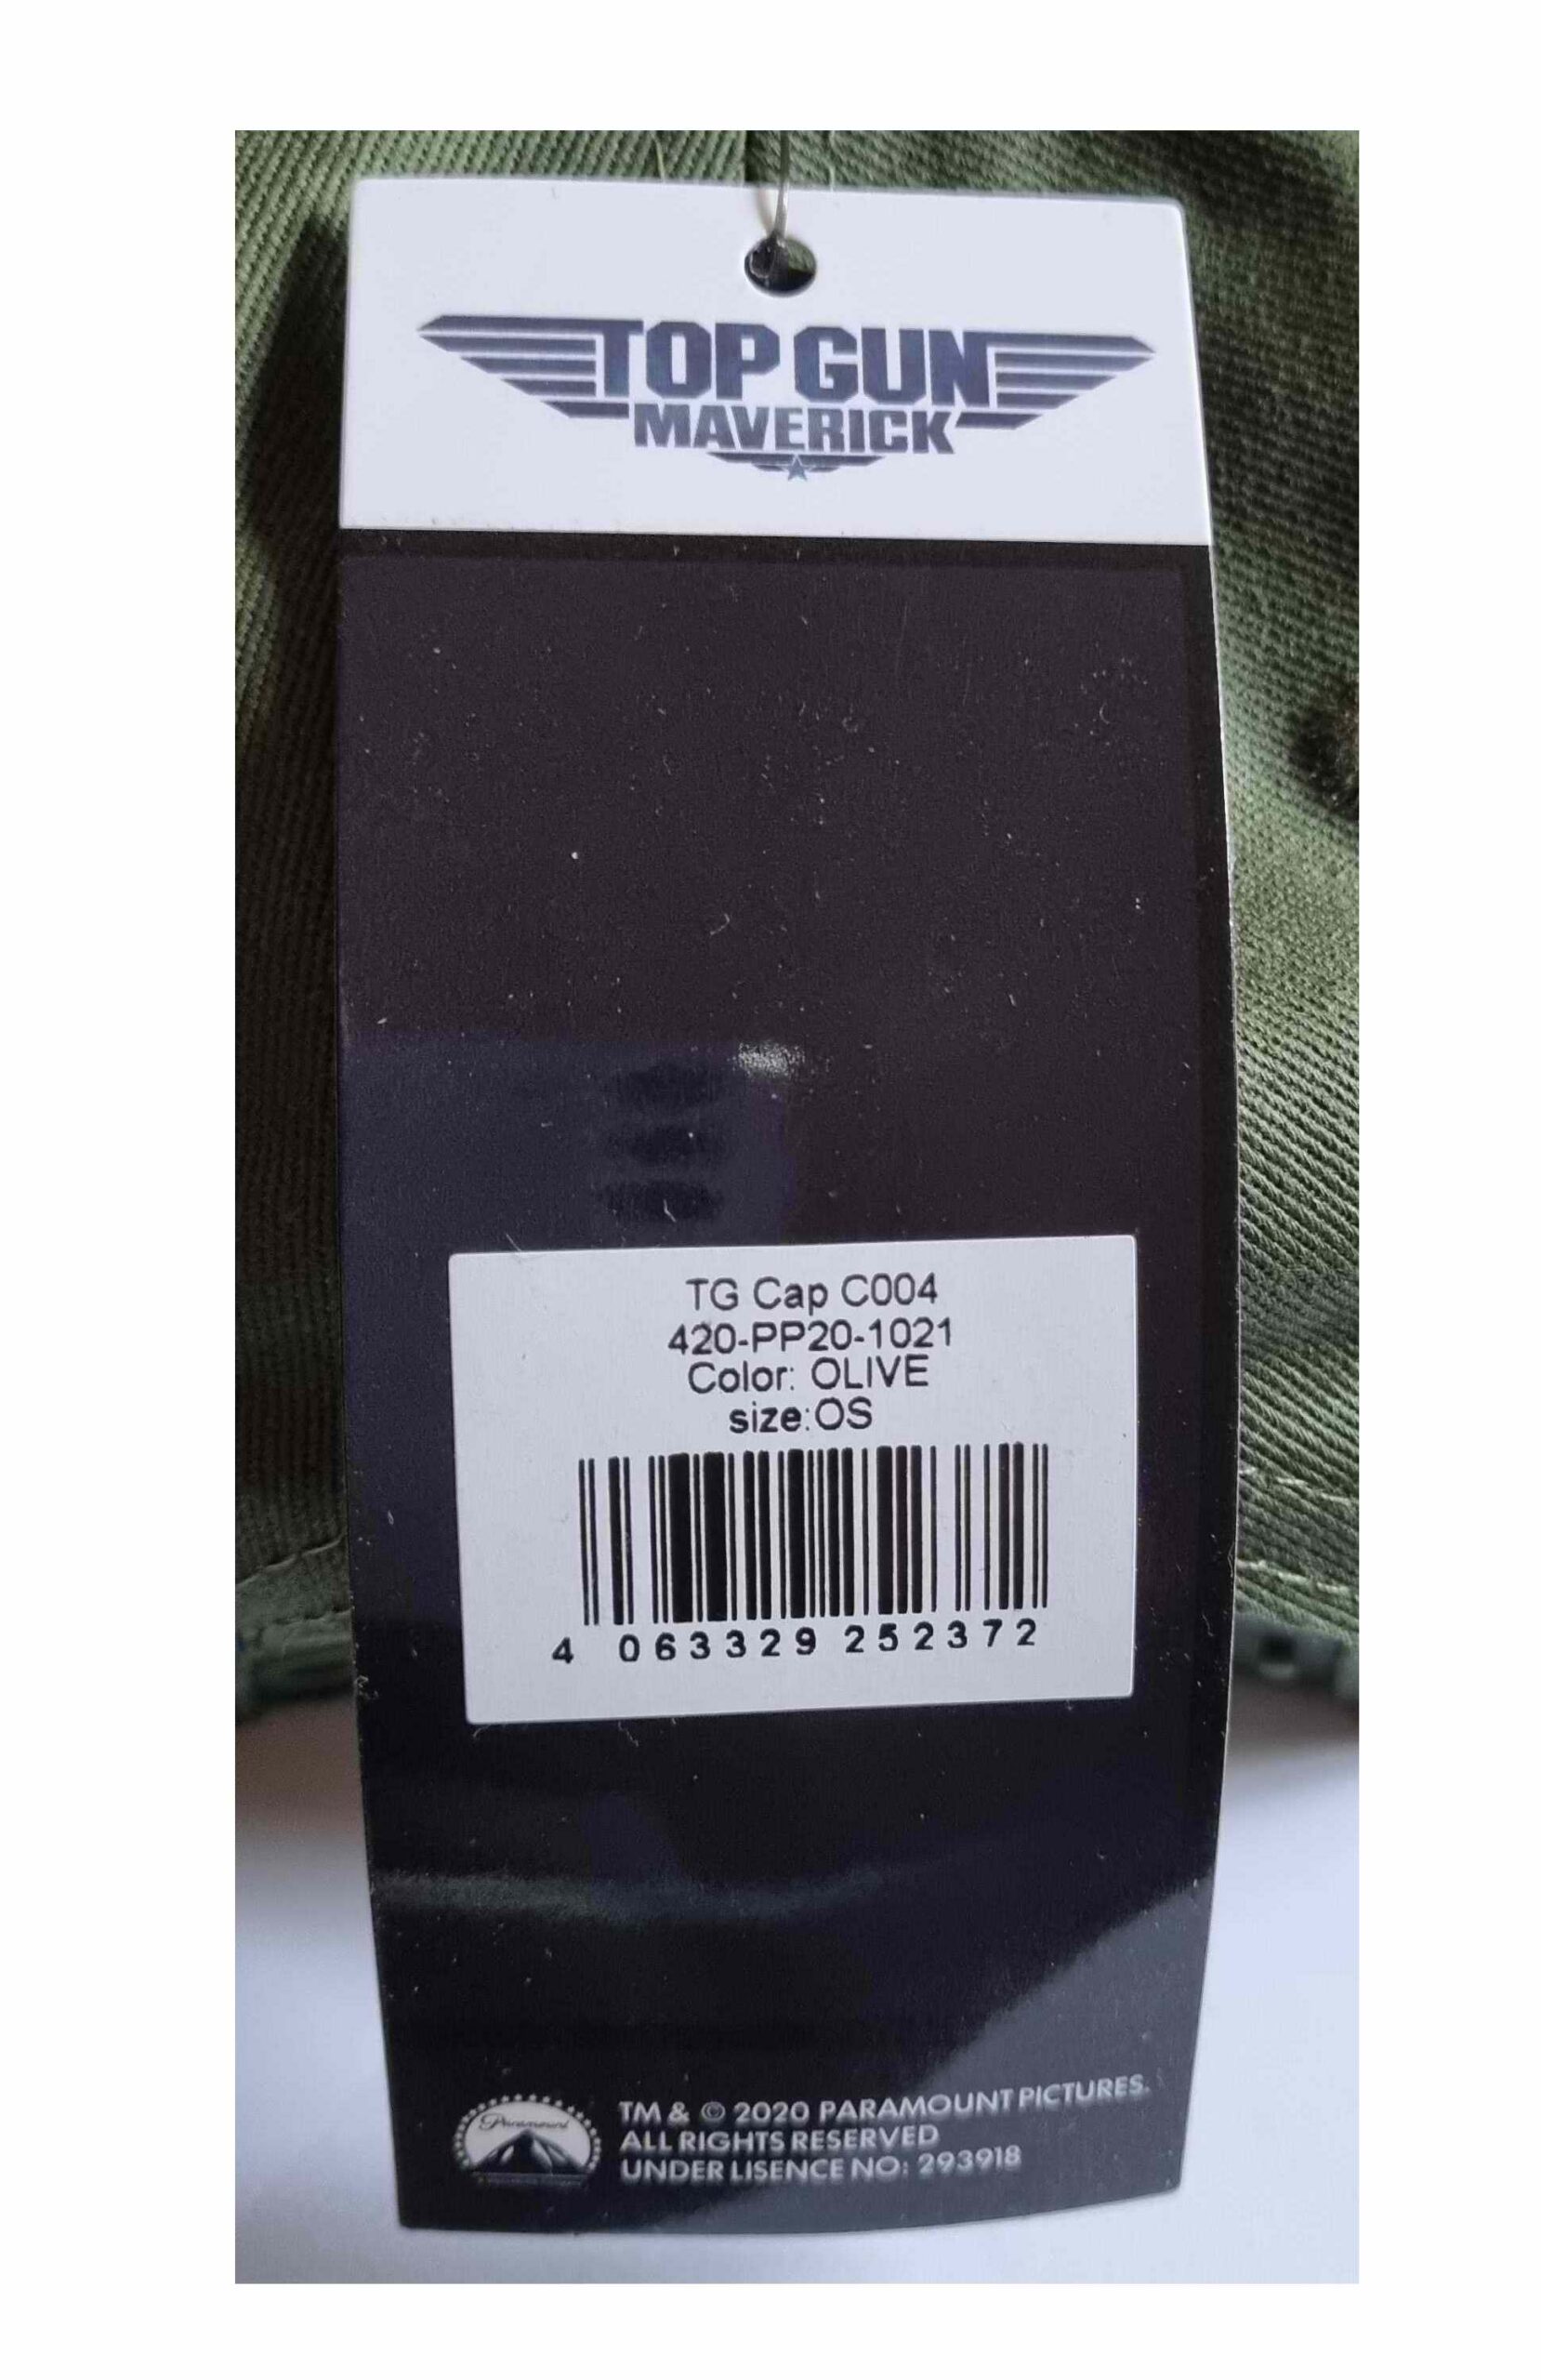 TOP GUN
MAVERICK
TG Cap C004
420-PP20-1021
Color: OLIVE
size:OS
4 063329 252372
Paramount
TM & © 2020 PARAMOUNT PICTURES.
ALL RIGHTS RESERVED
UNDER LISENCE NO: 293918